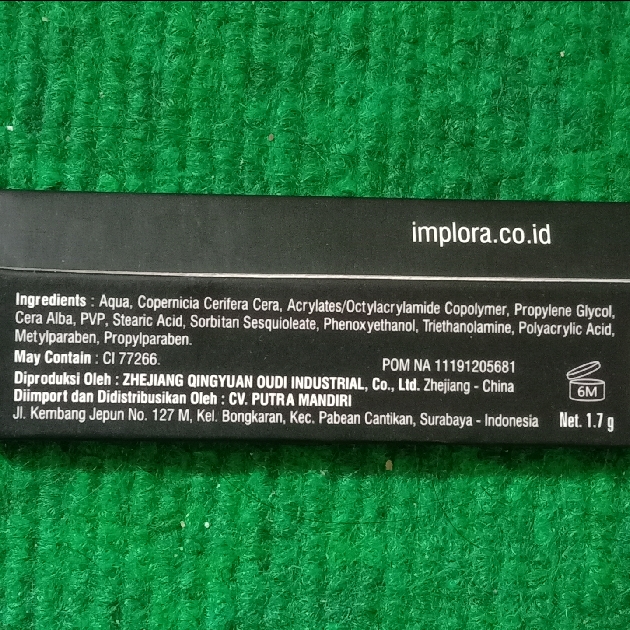 implora.co.id
Ingredients : Aqua, Copernicia Cerifera Cera, Acrylates/Octylacrylamide Copolymer, Propylene Glycol,
Cera Alba, PVP, Stearic Acid, Sorbitan Sesquioleate, Phenoxyethanol, Triethanolamine, Polyacrylic Acid,
Metylparaben, Propylparaben.
May Contain : CI 77266.
POM NA 11191205681
Diproduksi Oleh : ZHEJIANG QINGYUAN OUDI INDUSTRIAL, Co., Ltd. Zhejiang - China
6M
Diimport dan Didistribusikan Oleh : CV. PUTRA MANDIRI
Jl. Kembang Jepun No. 127 M, Kel. Bongkaran, Kec. Pabean Cantikan, Surabaya - Indonesia
Net. 1.7 g